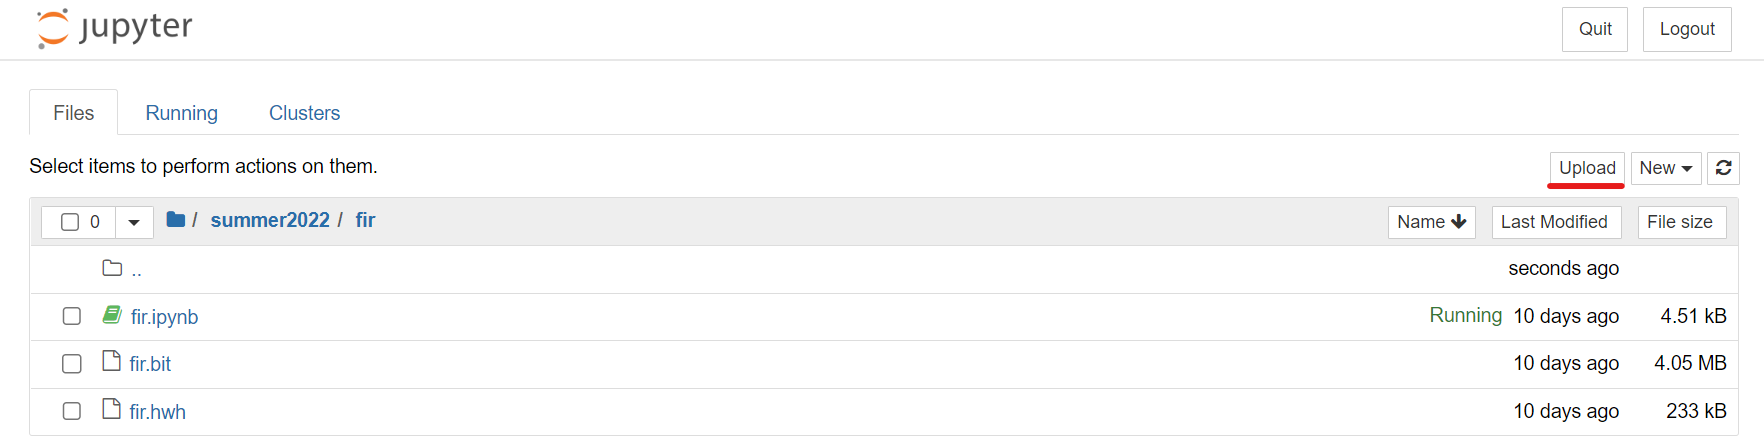 jupyter
Quit Logout
Files Running Clusters
Select items to perform actions on them.
Upload New
0 / summer2022 / fir Name Last Modified File size
.. seconds ago
fir.ipynb Running 10 days ago 4.51 kB
fir.bit 10 days ago 4.05 MB
fir.hwh 10 days ago 233 kB